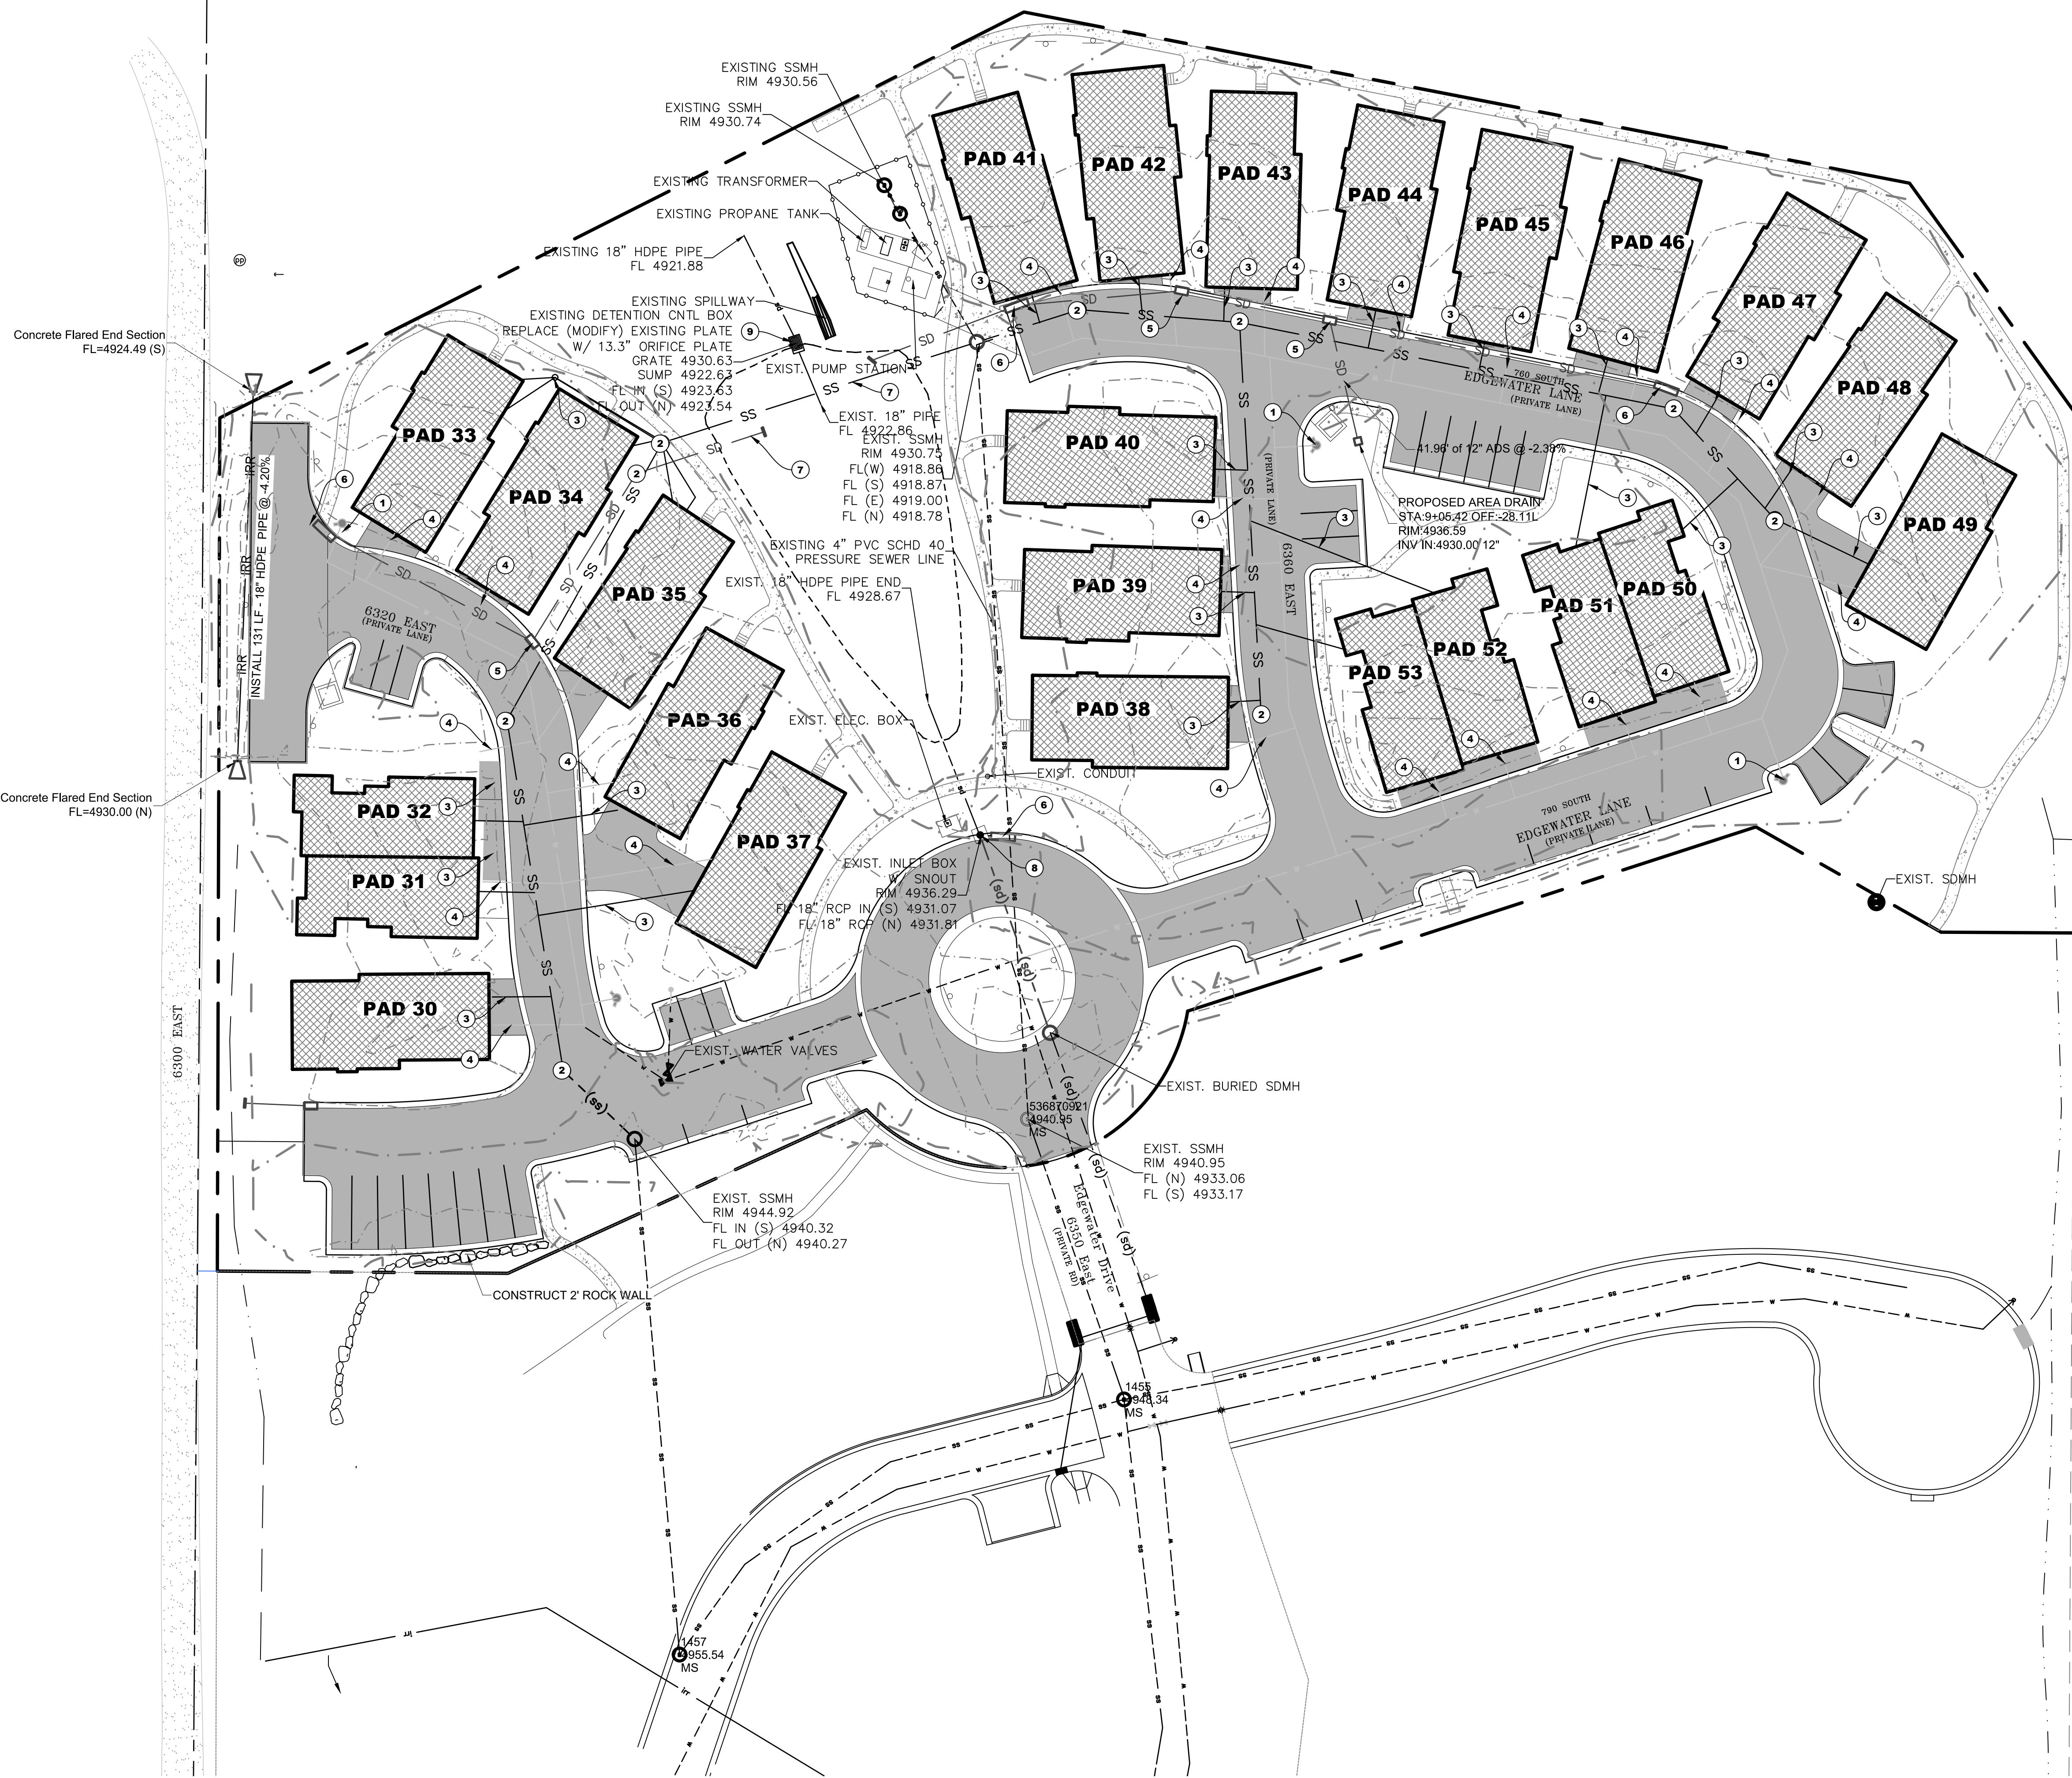 EXISTING SSMH
RIM 4930.56
EXISTING SSMH
RIM 4930.74
EXISTING TRANSFORMER
EXISTING PROPANE TANK
EXISTING 18" HDPE PIPE
FL 4921.88
EXISTING SPILLWAY
EXISTING DETENTION CNTL BOX
REPLACE (MODIFY) EXISTING PLATE
W/ 13.3" ORIFICE PLATE
GRATE 4930.63
SUMP 4922.63
FL IN (S) 4923.63
FL OUT (N) 4923.54
9
EXIST. PUMP STATION
EXIST. 18" PIPE
FL 4922.86
EXIST. SSMH
RIM 4930.75
FL(W) 4918.86
FL (S) 4918.87
FL (E) 4919.00
FL (N) 4918.78
EXISTING 4" PVC SCHD 40
PRESSURE SEWER LINE
EXIST. 18" HDPE PIPE END
FL 4928.67
EXIST. ELEC. BOX
EXIST. CONDUIT
EXIST. INLET BOX
W/ SNOUT
RIM 4936.29
FL 18" RCP IN (S) 4931.07
FL 18" RCP (N) 4931.81
8
Concrete Flared End Section
FL=4924.49 (S)
Concrete Flared End Section
FL=4930.00 (N)
INSTALL 131 LF - 18" HDPE PIPE @ -4.20%
IRR
IRR
IRR
PAD 41
PAD 42
PAD 43
PAD 44
PAD 45
PAD 46
PAD 47
PAD 48
PAD 49
PAD 33
PAD 34
PAD 35
PAD 36
PAD 37
PAD 40
PAD 39
PAD 38
PAD 53
PAD 52
PAD 51
PAD 50
PAD 32
PAD 31
PAD 30
6320 EAST
(PRIVATE LANE)
760 SOUTH
EDGEWATER LANE
(PRIVATE LANE)
6360 EAST
(PRIVATE LANE)
790 SOUTH
EDGEWATER LANE
(PRIVATE LANE)
41.96' of 12" ADS @ -2.38%
PROPOSED AREA DRAIN
STA:9+05.42 OFF:-28.11L
RIM:4936.59
INV IN:4930.00 12"
EXIST. SDMH
EXIST. WATER VALVES
EXIST. BURIED SDMH
536870921
4940.95
MS
EXIST. SSMH
RIM 4940.95
FL (N) 4933.06
FL (S) 4933.17
EXIST. SSMH
RIM 4944.92
FL IN (S) 4940.32
FL OUT (N) 4940.27
CONSTRUCT 2' ROCK WALL
6300 EAST
Edgewater Drive
6350 East
(PRIVATE RD)
1455
4948.34
MS
1457
4955.54
MS